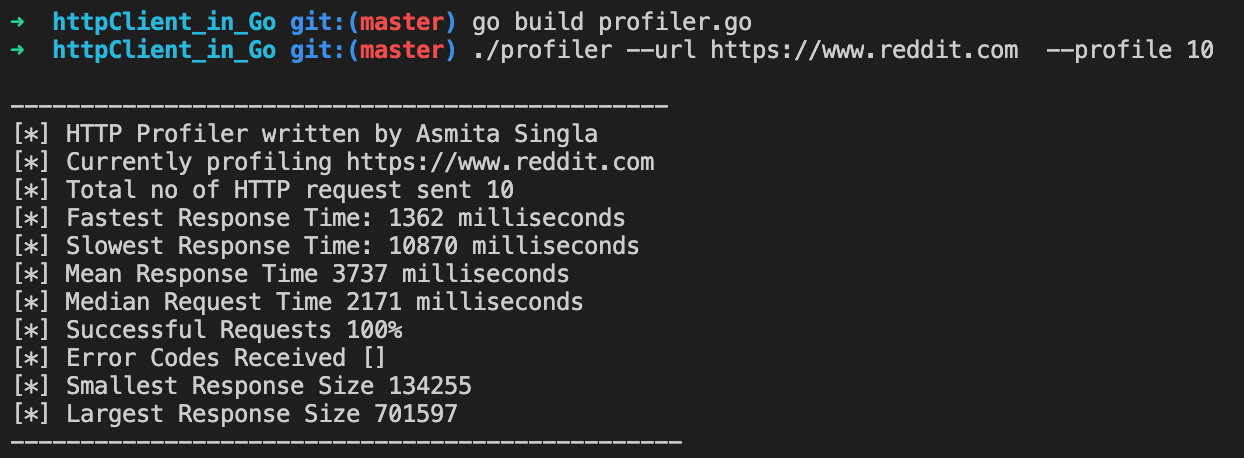 ➜  httpClient_in_Go git:(master) go build profiler.go
➜  httpClient_in_Go git:(master) ./profiler --url https://www.reddit.com  --profile 10
-----------------------------------------------
[*] HTTP Profiler written by Asmita Singla
[*] Currently profiling https://www.reddit.com
[*] Total no of HTTP request sent 10
[*] Fastest Response Time: 1362 milliseconds
[*] Slowest Response Time: 10870 milliseconds
[*] Mean Response Time 3737 milliseconds
[*] Median Request Time 2171 milliseconds
[*] Successful Requests 100%
[*] Error Codes Received []
[*] Smallest Response Size 134255
[*] Largest Response Size 701597
------------------------------------------------